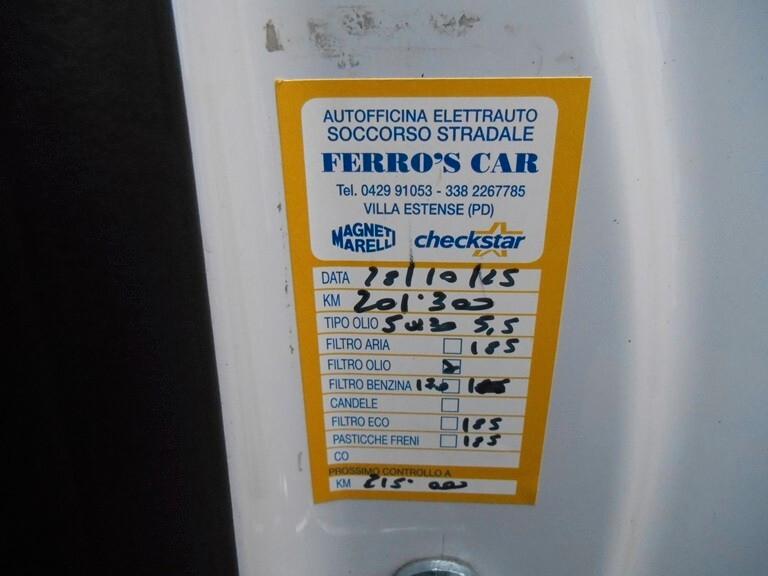 AUTOFFICINA ELETTRAUTO
SOCCORSO STRADALE
FERRO'S CAR
Tel. 0429 91053 - 338 2267785
VILLA ESTENSE (PD)
MAGNETI MARELLI checkstar
DATA 28/10/15
KM 201.300
TIPO OLIO 5W30 5,5
FILTRO ARIA 185
FILTRO OLIO
FILTRO BENZINA 120
CANDELE
FILTRO ECO 185
PASTICCHE FRENI 185
CO
PROSSIMO CONTROLLO A
KM 215.000